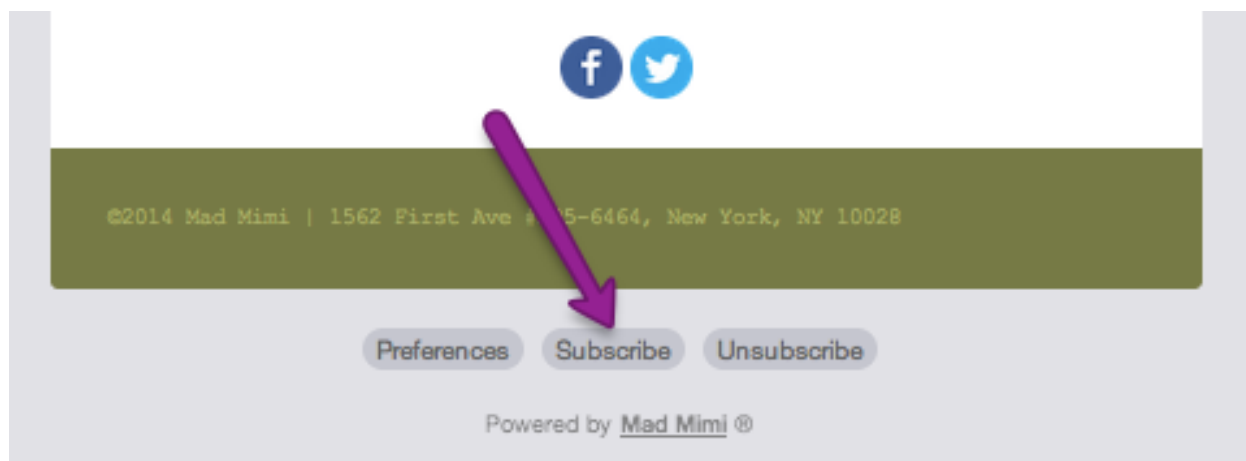 ©2014 Mad Mimi | 1562 First Ave 5-6464, New York, NY 10028
Preferences Subscribe Unsubscribe
Powered by Mad Mimi ®